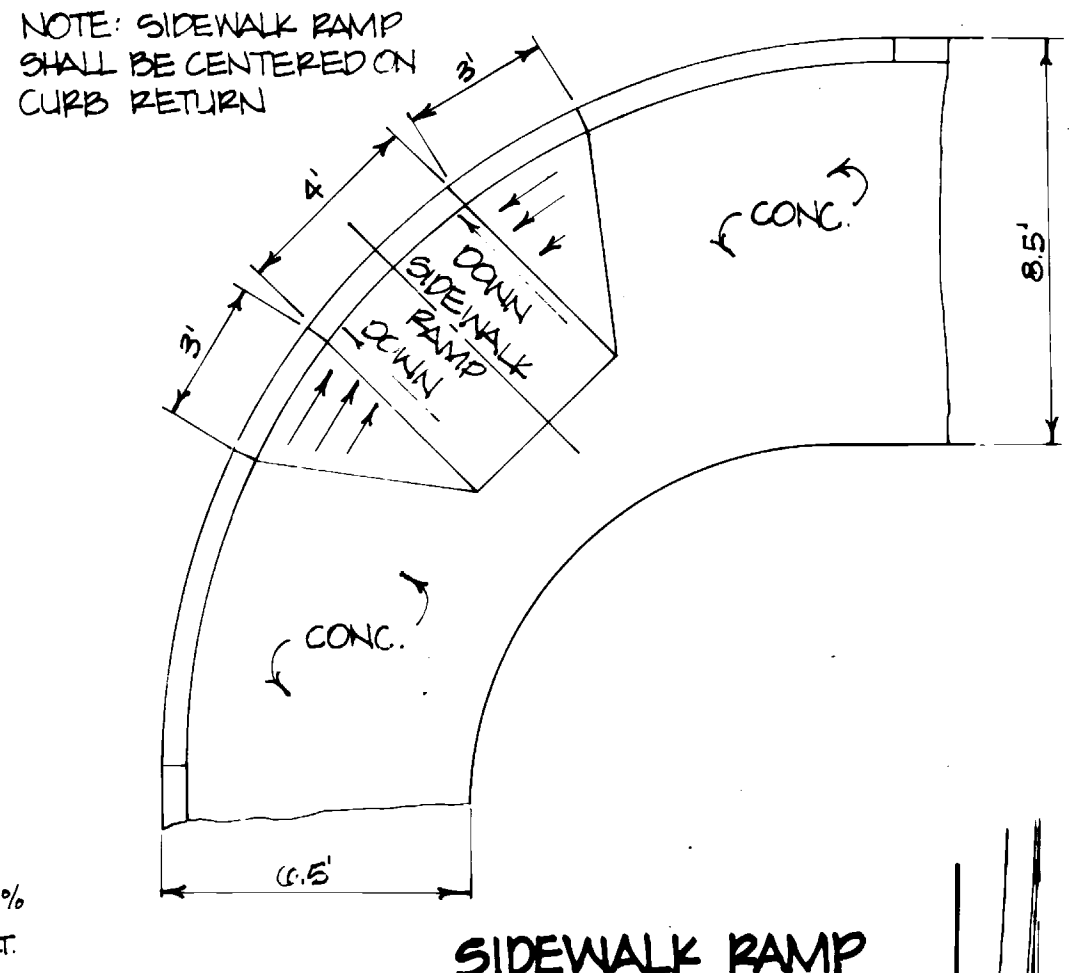 NOTE: SIDEWALK RAMP
SHALL BE CENTERED ON
CURB RETURN
3'
4'
3'
DOWN
SIDEWALK
RAMP
DOWN
CONC.
8.5'
CONC.
6.5'
%
T.
SIDEWALK RAMP